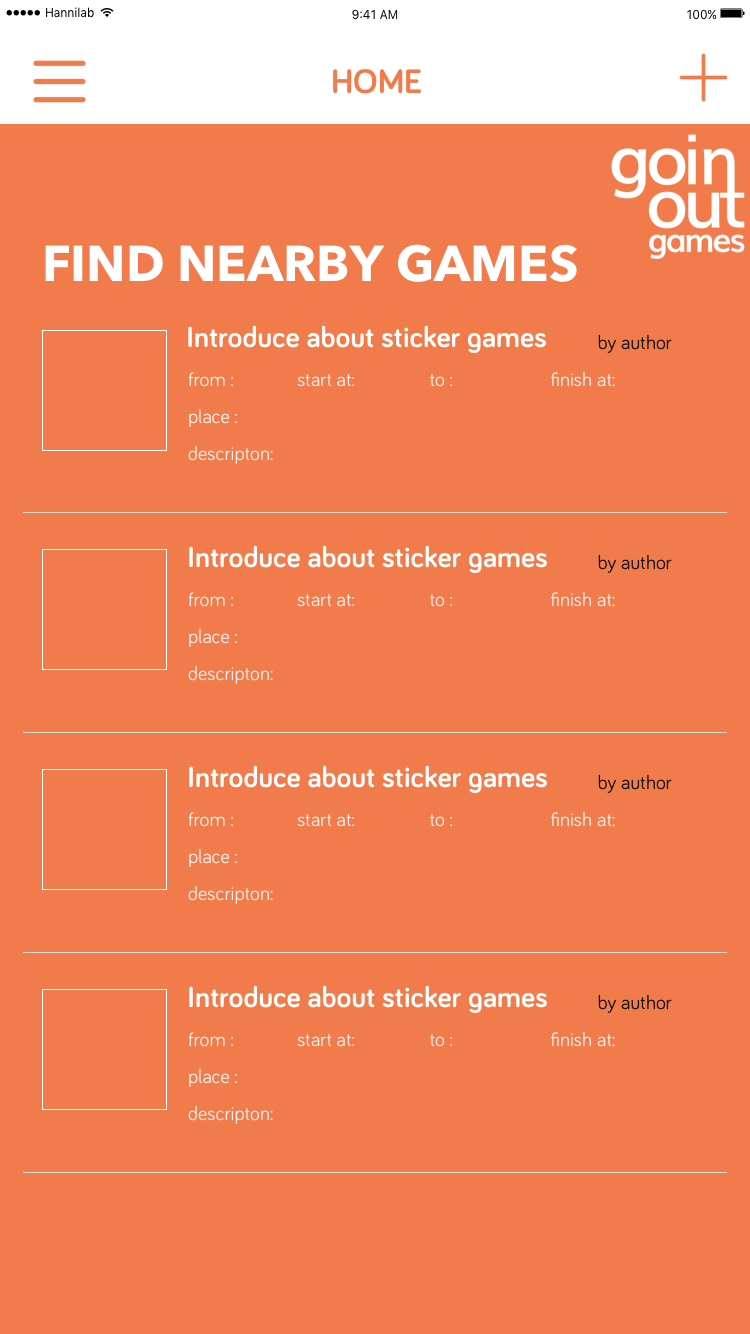 Hannilab 9:41 AM 100%
HOME
goin
out
games
FIND NEARBY GAMES
Introduce about sticker games by author
from : start at: to : finish at:
place :
descripton:
Introduce about sticker games by author
from : start at: to : finish at:
place :
descripton:
Introduce about sticker games by author
from : start at: to : finish at:
place :
descripton:
Introduce about sticker games by author
from : start at: to : finish at:
place :
descripton: